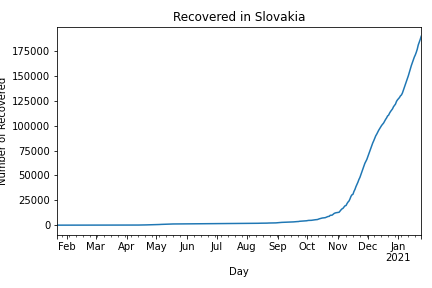 Recovered in Slovakia
Number of Recovered
175000
150000
125000
100000
75000
50000
25000
0
Feb Mar Apr May Jun Jul Aug Sep Oct Nov Dec Jan
2021
Day